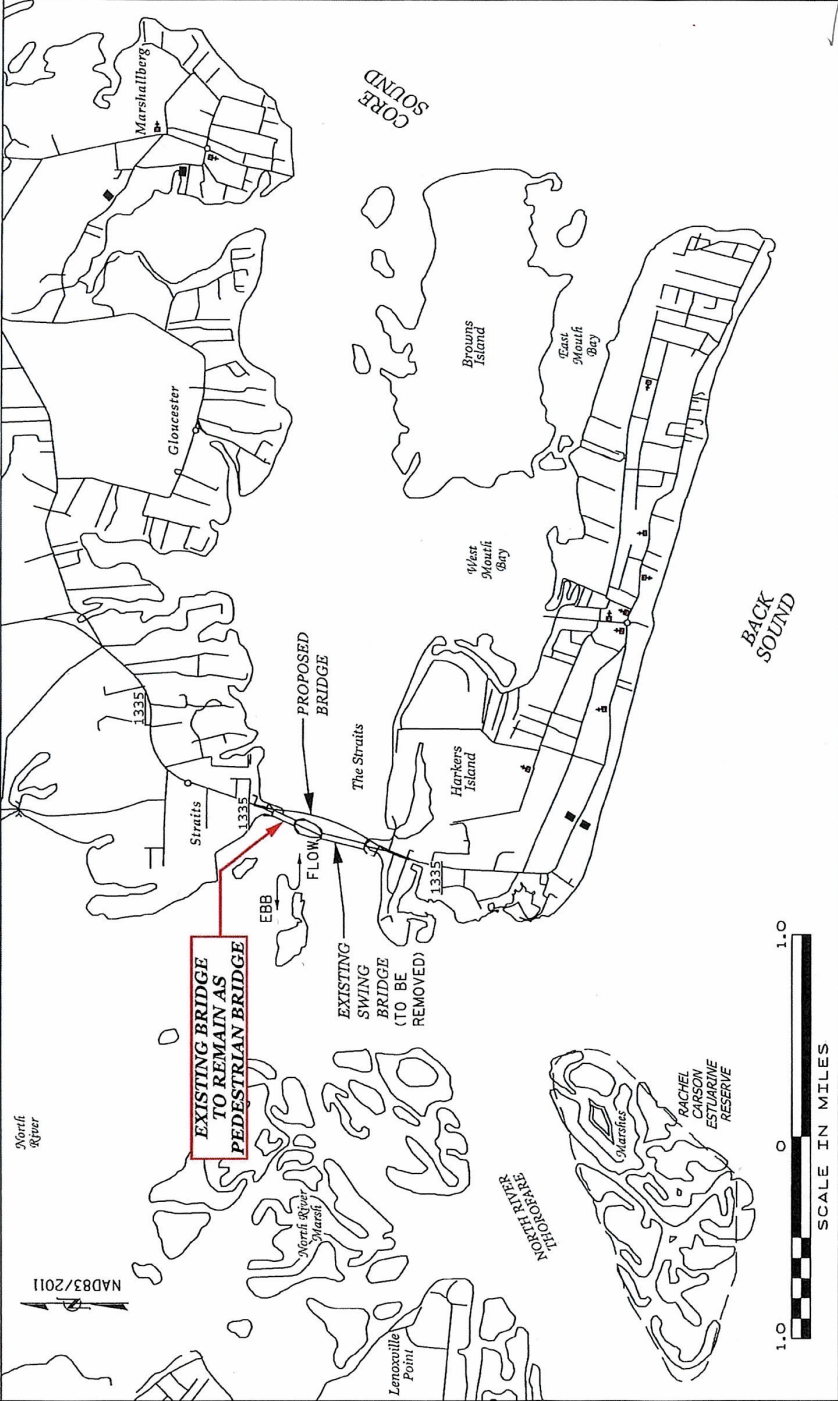 North
River
NAD83/2011
EXISTING BRIDGE
TO REMAIN AS
PEDESTRIAN BRIDGE
Straits
1335
1335
Gloucester
Marshallberg
CORE
SOUND
PROPOSED
BRIDGE
EBB
FLOW
The Straits
EXISTING
SWING
BRIDGE
(TO BE
REMOVED)
1335
Harkers
Island
West
Mouth
Bay
Browns
Island
East
Mouth
Bay
North River
Marsh
Lenoxville
Point
NORTH RIVER
THOROFARE
Marshes
RACHEL
CARSON
ESTUARINE
RESERVE
BACK
SOUND
1.0
0
1.0
SCALE IN MILES